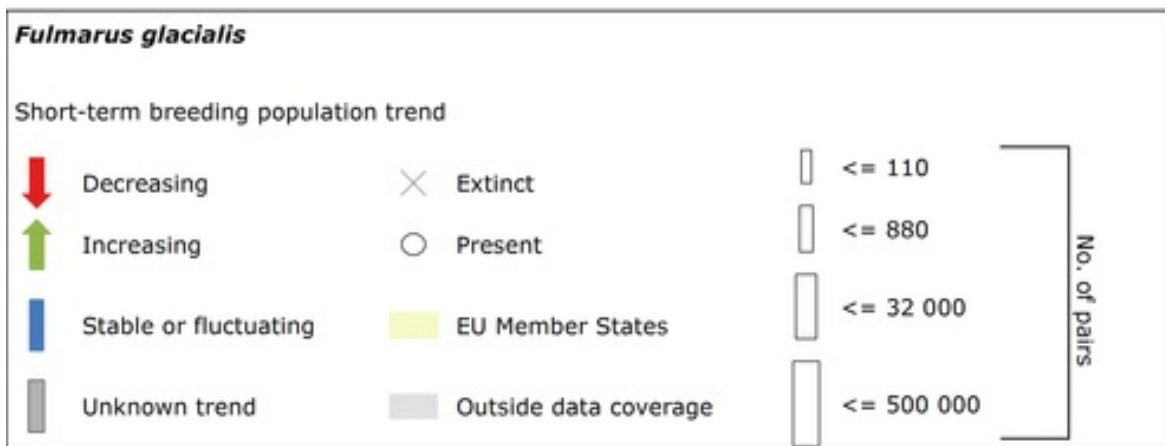 Fulmarus glacialis
Short-term breeding population trend
Decreasing
Extinct
<= 110
Increasing
Present
<= 880
Stable or fluctuating
EU Member States
<= 32 000
Unknown trend
Outside data coverage
<= 500 000
No. of pairs